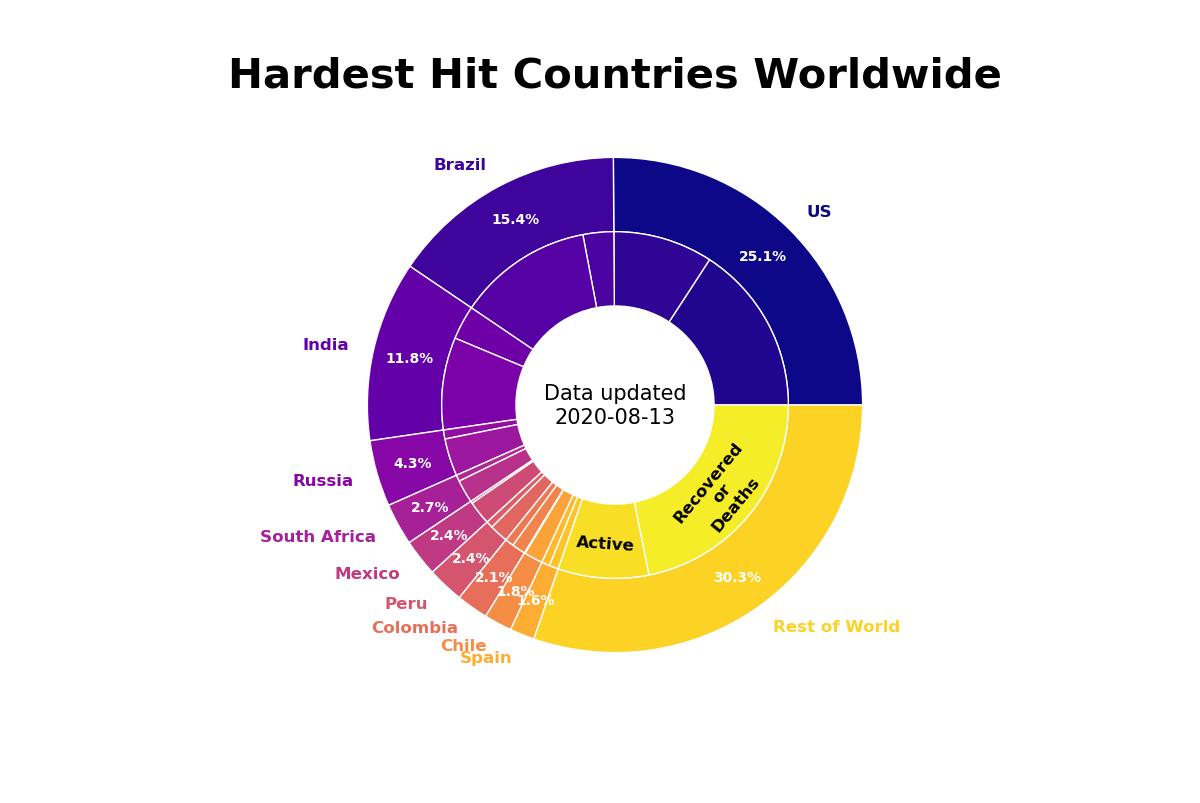 Hardest Hit Countries Worldwide
Brazil
US
15.4%
25.1%
India
11.8%
Data updated
2020-08-13
Russia
4.3%
South Africa
2.7%
Mexico
2.4%
Peru
2.4%
Colombia
2.1%
Chile
1.8%
Spain
1.6%
Active
Recovered
or
Deaths
30.3%
Rest of World